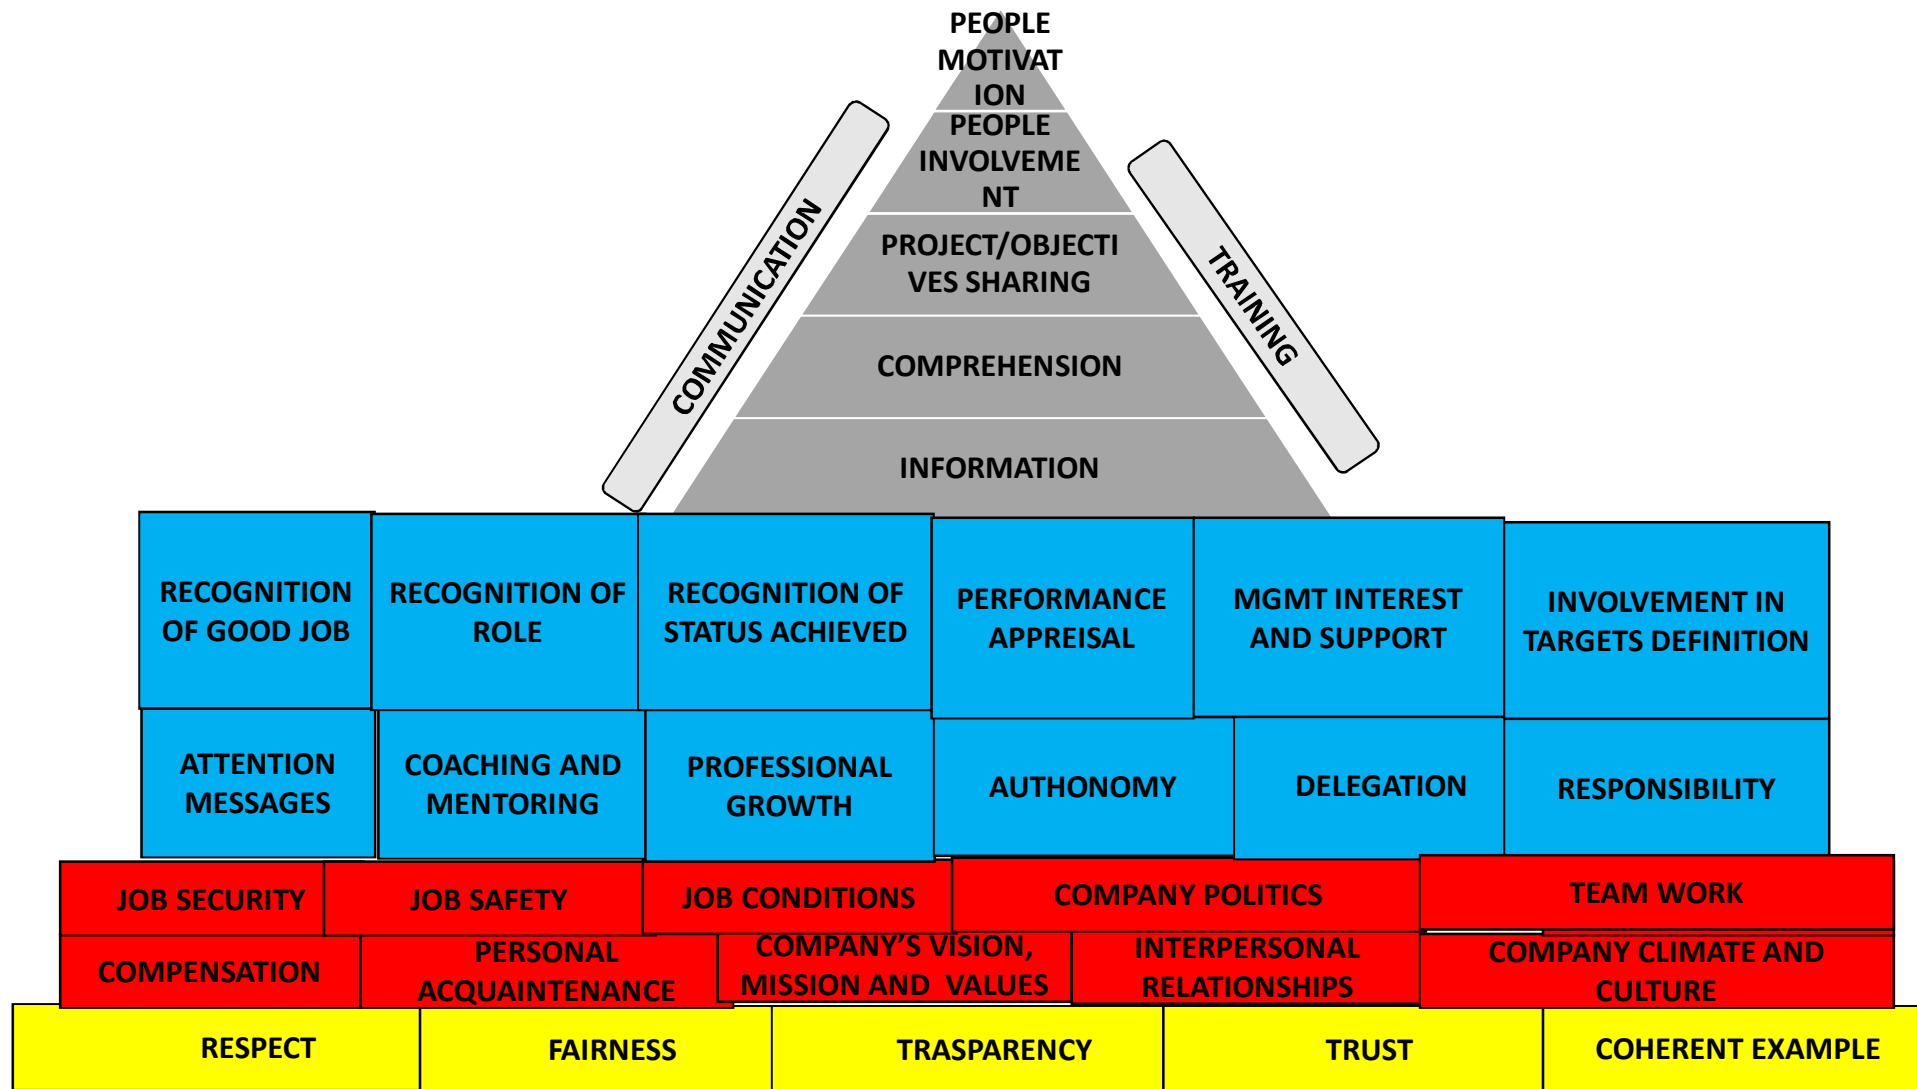 PEOPLE
MOTIVAT
ION
PEOPLE
INVOLVEME
NT
PROJECT/OBJECTI
VES SHARING
COMPREHENSION
INFORMATION
COMMUNICATION
TRAINING
RECOGNITION
OF GOOD JOB
RECOGNITION OF
ROLE
RECOGNITION OF
STATUS ACHIEVED
PERFORMANCE
APPREISAL
MGMT INTEREST
AND SUPPORT
INVOLVEMENT IN
TARGETS DEFINITION
ATTENTION
MESSAGES
COACHING AND
MENTORING
PROFESSIONAL
GROWTH
AUTHONOMY
DELEGATION
RESPONSIBILITY
JOB SECURITY
JOB SAFETY
JOB CONDITIONS
COMPANY POLITICS
TEAM WORK
COMPENSATION
PERSONAL
ACQUAINTENANCE
COMPANY’S VISION,
MISSION AND  VALUES
INTERPERSONAL
RELATIONSHIPS
COMPANY CLIMATE AND
CULTURE
RESPECT
FAIRNESS
TRASPARENCY
TRUST
COHERENT EXAMPLE